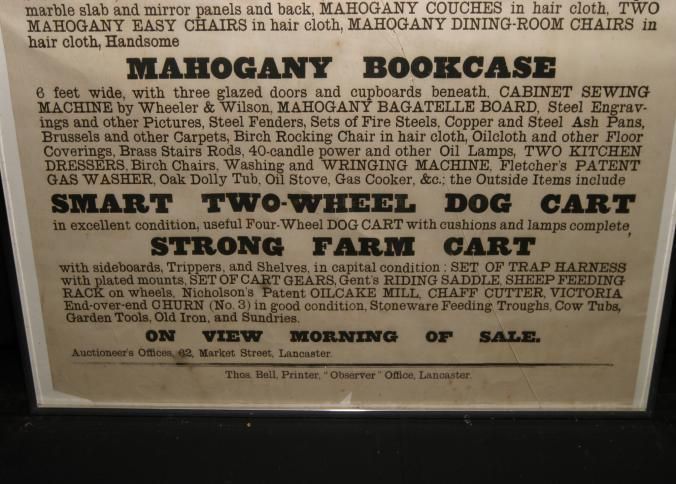 marble slab and mirror panels and back, MAHOGANY COUCHES in hair cloth, TWO
MAHOGANY EASY CHAIRS in hair cloth, MAHOGANY DINING-ROOM CHAIRS in
hair cloth, Handsome
MAHOGANY BOOKCASE
6 feet wide, with three glazed doors and cupboards beneath, CABINET SEWING
MACHINE by Wheeler & Wilson, MAHOGANY BAGATELLE BOARD, Steel Engrav-
ings and other Pictures, Steel Fenders, Sets of Fire Steels, Copper and Steel Ash Pans,
Brussels and other Carpets, Birch Rocking Chair in hair cloth, Oilcloth and other Floor
Coverings, Brass Stairs Rods, 40-candle power and other Oil Lamps, TWO KITCHEN
DRESSERS, Birch Chairs, Washing and WRINGING MACHINE, Fletcher's PATENT
GAS WASHER, Oak Dolly Tub, Oil Stove, Gas Cooker, &c.; the Outside Items include
SMART TWO-WHEEL DOG CART
in excellent condition, useful Four-Wheel DOG CART with cushions and lamps complete,
STRONG FARM CART
with sideboards, Trippers, and Shelves, in capital condition; SET OF TRAP HARNESS
with plated mounts, SET OF CART GEARS, Gent's RIDING SADDLE, SHEEP FEEDING
RACK on wheels, Nicholson's Patent OILCAKE MILL, CHAFF CUTTER, VICTORIA
End-over-end CHURN (No. 3) in good condition, Stoneware Feeding Troughs, Cow Tubs,
Garden Tools, Old Iron, and Sundries.
ON VIEW MORNING OF SALE.
Auctioneer's Offices, 62, Market Street, Lancaster.
Thos. Bell, Printer, "Observer" Office, Lancaster.